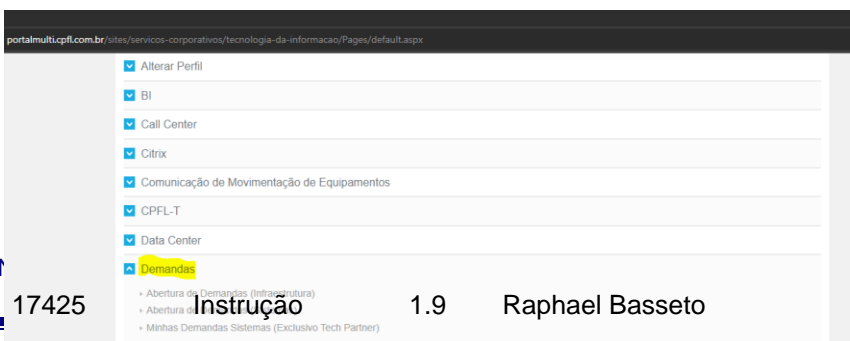 portalmulti.cpfl.com.br/sites/servicos-corporativos/tecnologia-da-informacao/Pages/default.aspx
Alterar Perfil
BI
Call Center
Citrix
Comunicação de Movimentação de Equipamentos
CPFL-T
Data Center
Demandas
Abertura de Demandas (Infraestrutura)
17425 Instrução 1.9 Raphael Basseto
Abertura
Minhas Demandas Sistemas (Exclusivo Tech Partner)